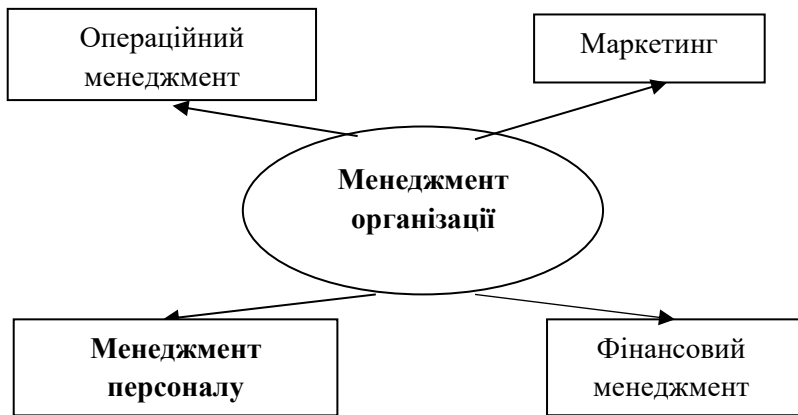 Операційний
менеджмент
Маркетинг
Менеджмент
організації
Менеджмент
персоналу
Фінансовий
менеджмент